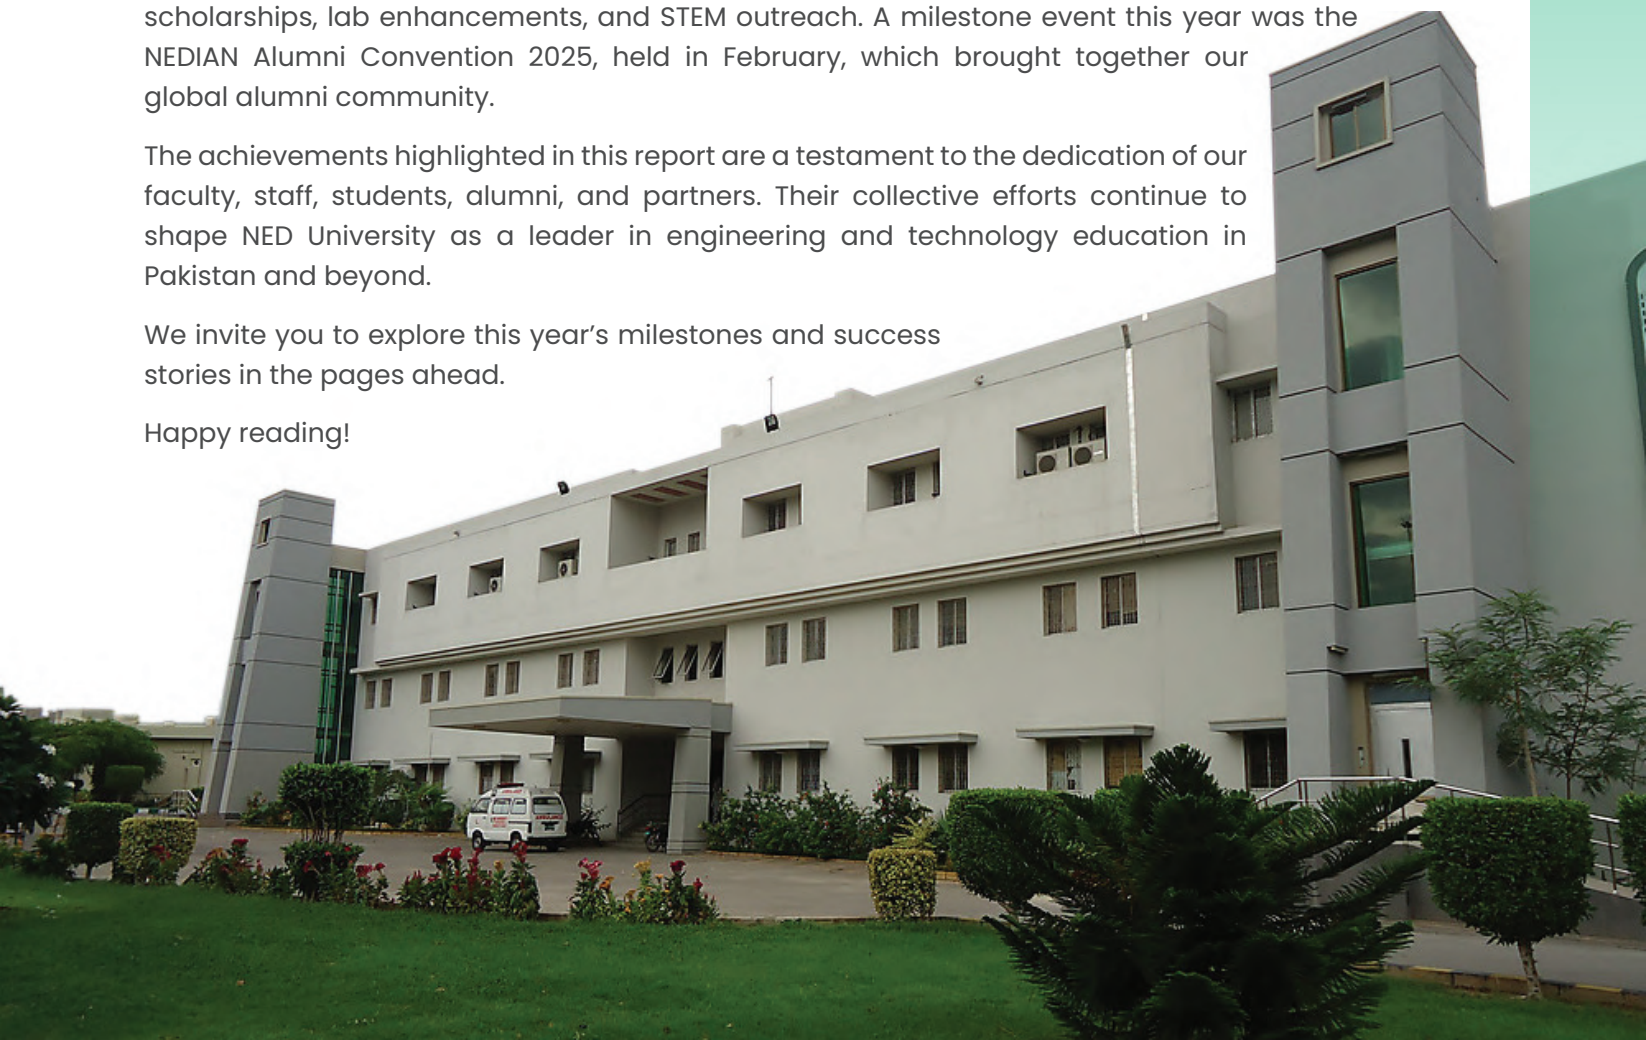 scholarships, lab enhancements, and STEM outreach. A milestone event this year was the
NEDIAN Alumni Convention 2025, held in February, which brought together our
global alumni community.
The achievements highlighted in this report are a testament to the dedication of our
faculty, staff, students, alumni, and partners. Their collective efforts continue to
shape NED University as a leader in engineering and technology education in
Pakistan and beyond.
We invite you to explore this year’s milestones and success
stories in the pages ahead.
Happy reading!
AMBULANCE